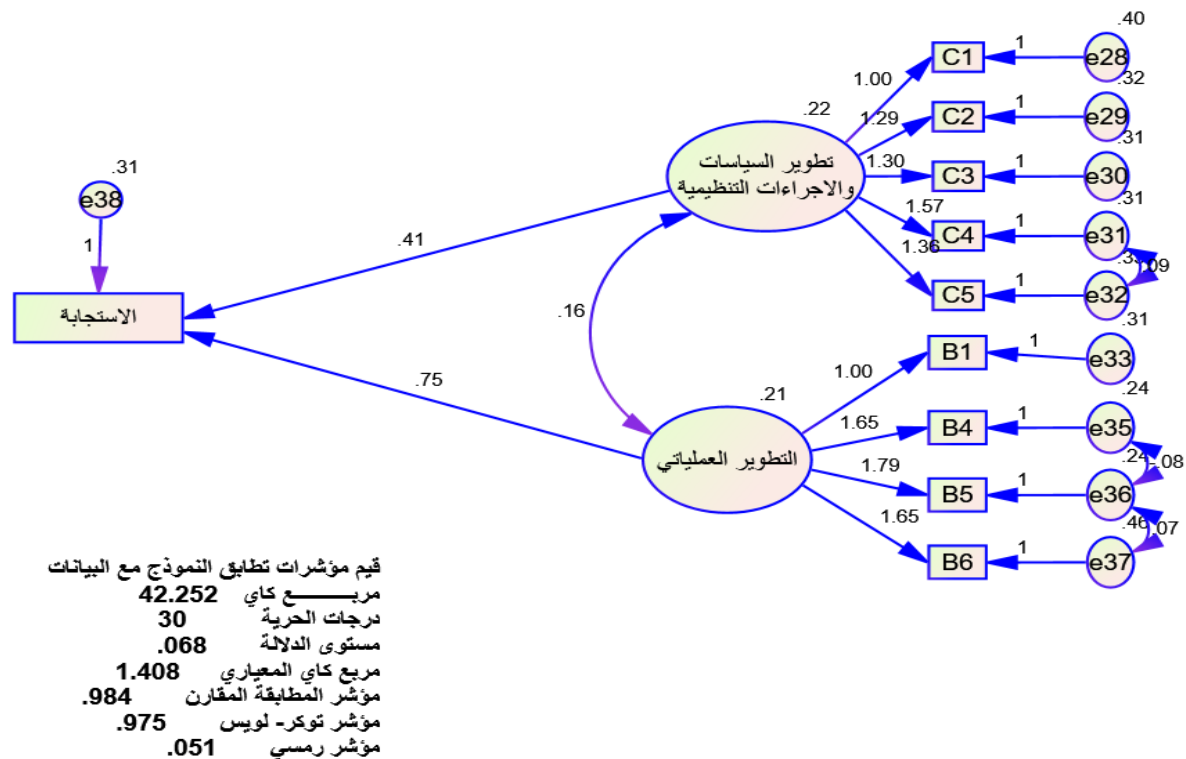 .40
C1
1
e28
1.00
.32
.22
C2
1
e29
1.29
.31
تطوير السياسات
والاجراءات التنظيمية
1.30
C3
1
e30
.31
.31
e38
1
1.57
C4
1
e31
.41
1.36
.09
C5
1
e32
الاستجابة
.16
.31
B1
1
e33
1.00
.75
.21
.24
1.65
B4
1
e35
التطوير العملياتي
.24
-.08
1.79
B5
1
e36
1.65
.46
.07
B6
1
e37
قيم مؤشرات تطابق النموذج مع البيانات
مربـــــــع كاي 42.252
درجات الحرية 30
مستوى الدلالة .068
مربع كاي المعياري 1.408
مؤشر المطابقة المقارن .984
مؤشر توكر- لويس .975
مؤشر رمسي .051